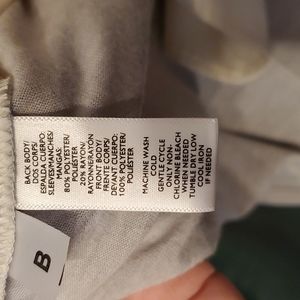 BACK BODY/
DOS CORPS/
ESPALDA CUERPO:
SLEEVES/MANCHES/
MANGAS:
80% POLYESTER/
POLIÉSTER
20% RAYON/
RAYONNE/RAYON
FRONT BODY/
DEVANT CORPS/
FRENTE CUERPO:
100% POLYESTER/
POLIÉSTER
MACHINE WASH
COLD
GENTLE CYCLE
ONLY NON-
CHLORINE BLEACH
WHEN NEEDED
TUMBLE DRY LOW
COOL IRON
IF NEEDED
B